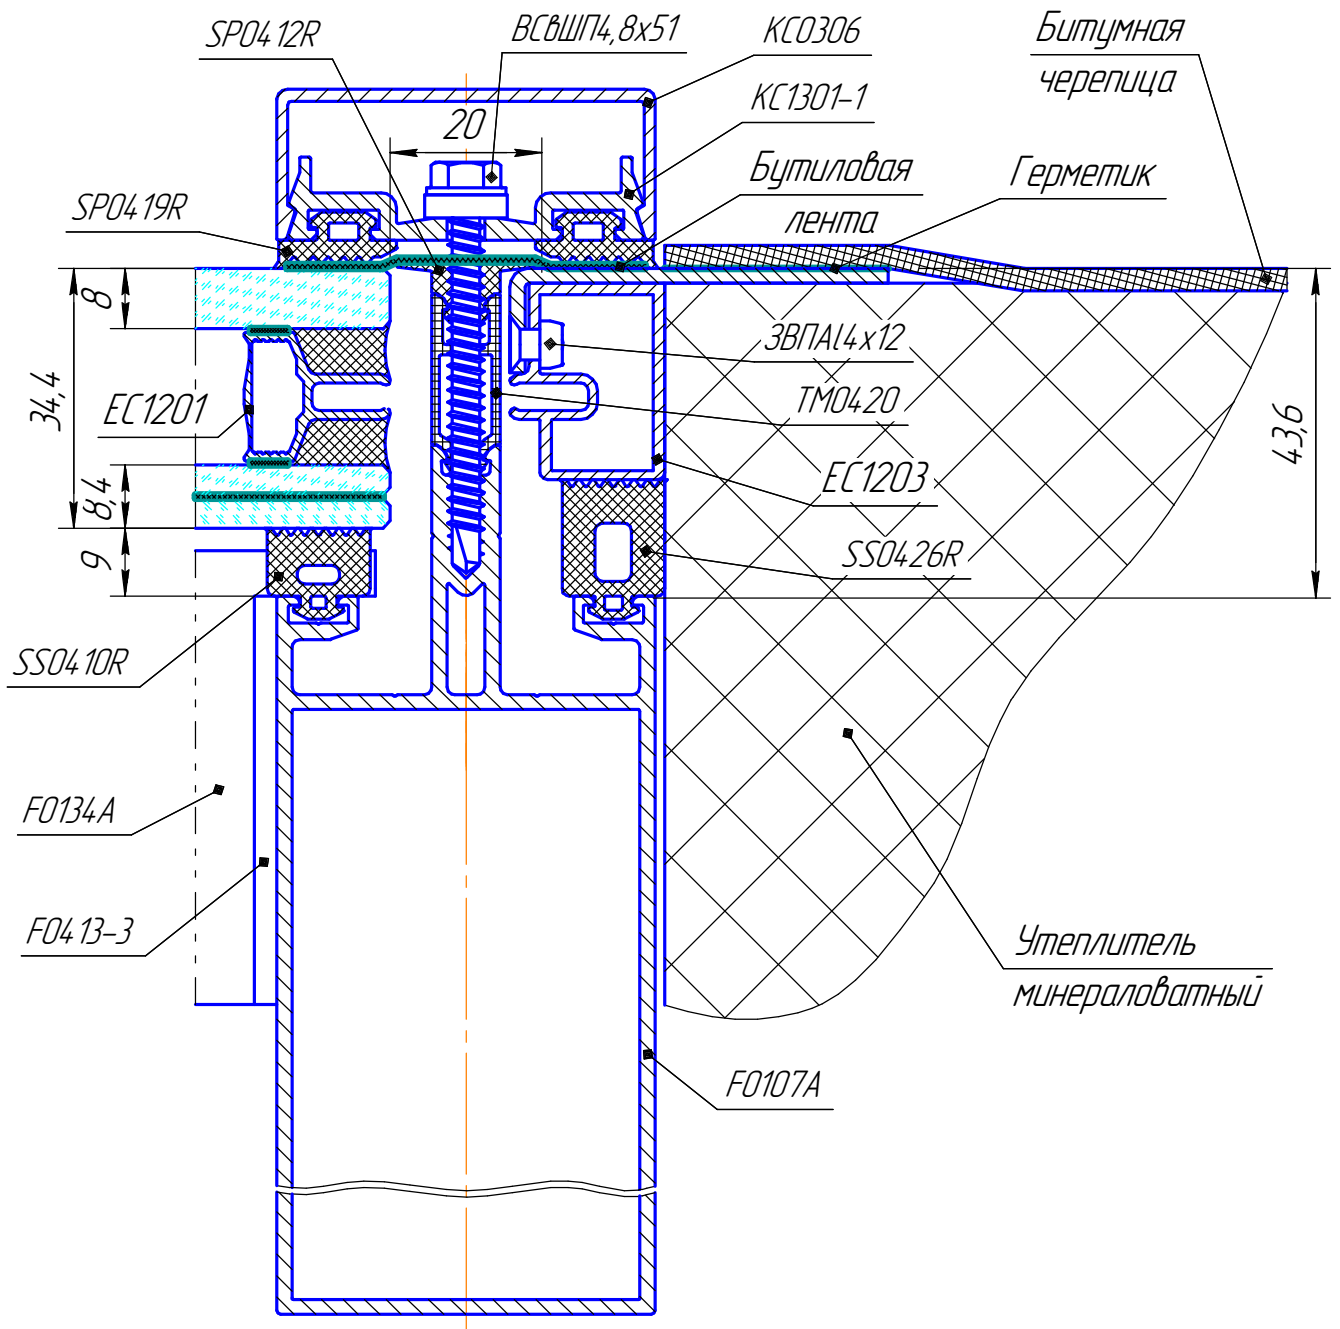 SP0412R
ВСвШП4,8х51
КС0306
Битумная
черепица
КС1301-1
20
Бутиловая
лента
Герметик
SP0419R
8
34,4
8,4
9
ЕС1201
ЗВПАl4х12
ТМ0420
ЕС1203
43,6
SS0426R
SS0410R
F0134A
F0413-3
Утеплитель
минераловатный
F0107A